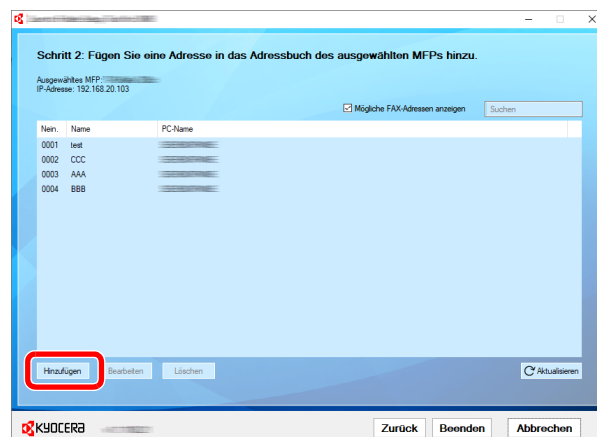 Schritt 2: Fügen Sie eine Adresse in das Adressbuch des ausgewählten MFPs hinzu.
Ausgewähltes MFP:
IP-Adresse: 192.168.20.103
Mögliche FAX-Adressen anzeigen Suchen
Nein. Name PC-Name
0001 test
0002 CCC
0003 AAA
0004 BBB
Hinzufügen Bearbeiten Löschen Aktualisieren
KYOCERA Zurück Beenden Abbrechen